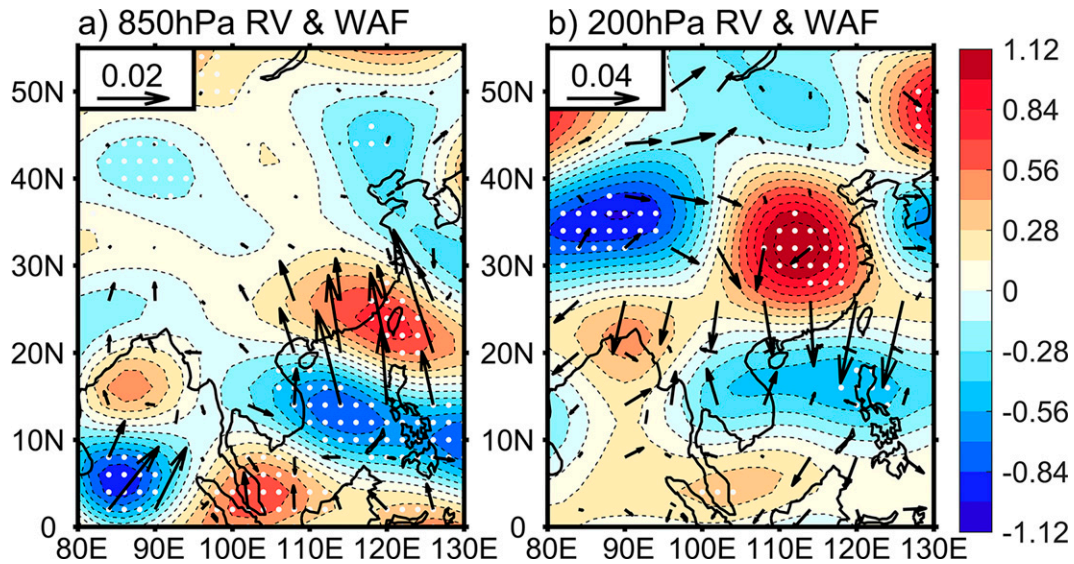 a) 850hPa RV & WAF
b) 200hPa RV & WAF
0.02
0.04
50N
40N
30N
20N
10N
0
80E 90E 100E 110E 120E 130E
50N
40N
30N
20N
10N
0
80E 90E 100E 110E 120E 130E
1.12
0.84
0.56
0.28
0
-0.28
-0.56
-0.84
-1.12